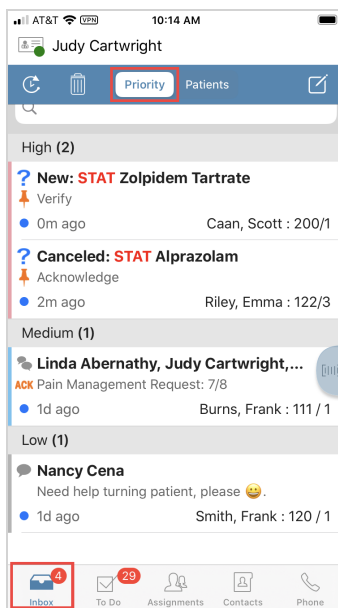 AT&T VPN 10:14 AM
Judy Cartwright
Priority Patients
High (2)
New: STAT Zolpidem Tartrate
Verify
0m ago Caan, Scott : 200/1
Canceled: STAT Alprazolam
Acknowledge
2m ago Riley, Emma : 122/3
Medium (1)
Linda Abernathy, Judy Cartwright,...
ACK Pain Management Request: 7/8
1d ago Burns, Frank : 111 / 1
Low (1)
Nancy Cena
Need help turning patient, please 😀.
1d ago Smith, Frank : 120 / 1
4 29
Inbox To Do Assignments Contacts Phone